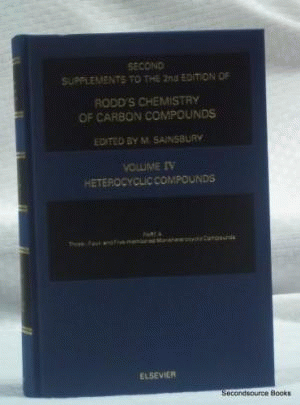 SECOND
SUPPLEMENTS TO THE 2nd EDITION OF
RODD'S CHEMISTRY
OF CARBON COMPOUNDS
EDITED BY M. SAINSBURY
VOLUME IV
HETEROCYCLIC COMPOUNDS
PART A
Three-, Four- and Five-membered Monoheterocyclic Compounds
ELSEVIER
Secondsource Books